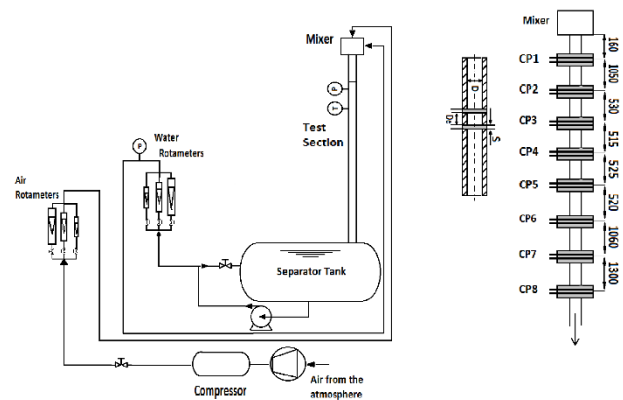 Mixer
P
T
Test
Section
P
Water
Rotameters
Air
Rotameters
Separator Tank
Compressor
Air from the
atmosphere
D
S
Mixer
160
CP1
1050
CP2
530
CP3
515
CP4
525
CP5
520
CP6
1060
CP7
1300
CP8